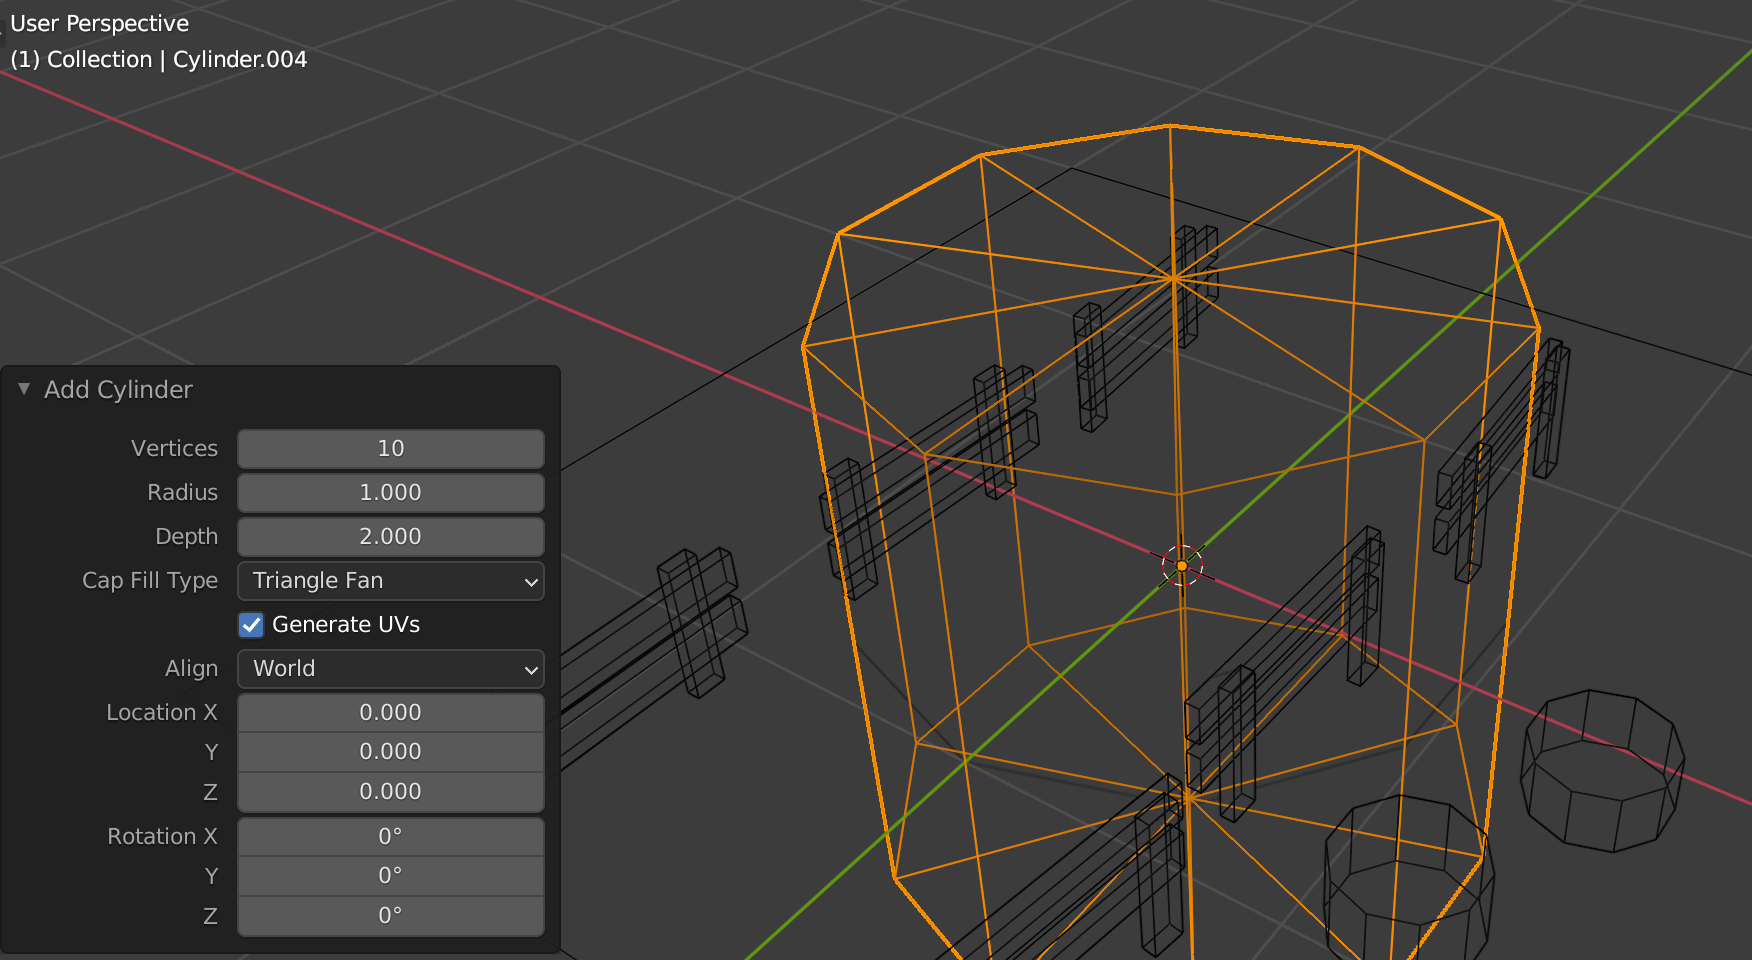 User Perspective
(1) Collection | Cylinder.004
Add Cylinder
Vertices 10
Radius 1.000
Depth 2.000
Cap Fill Type Triangle Fan
Generate UVs
Align World
Location X 0.000
Y 0.000
Z 0.000
Rotation X 0°
Y 0°
Z 0°